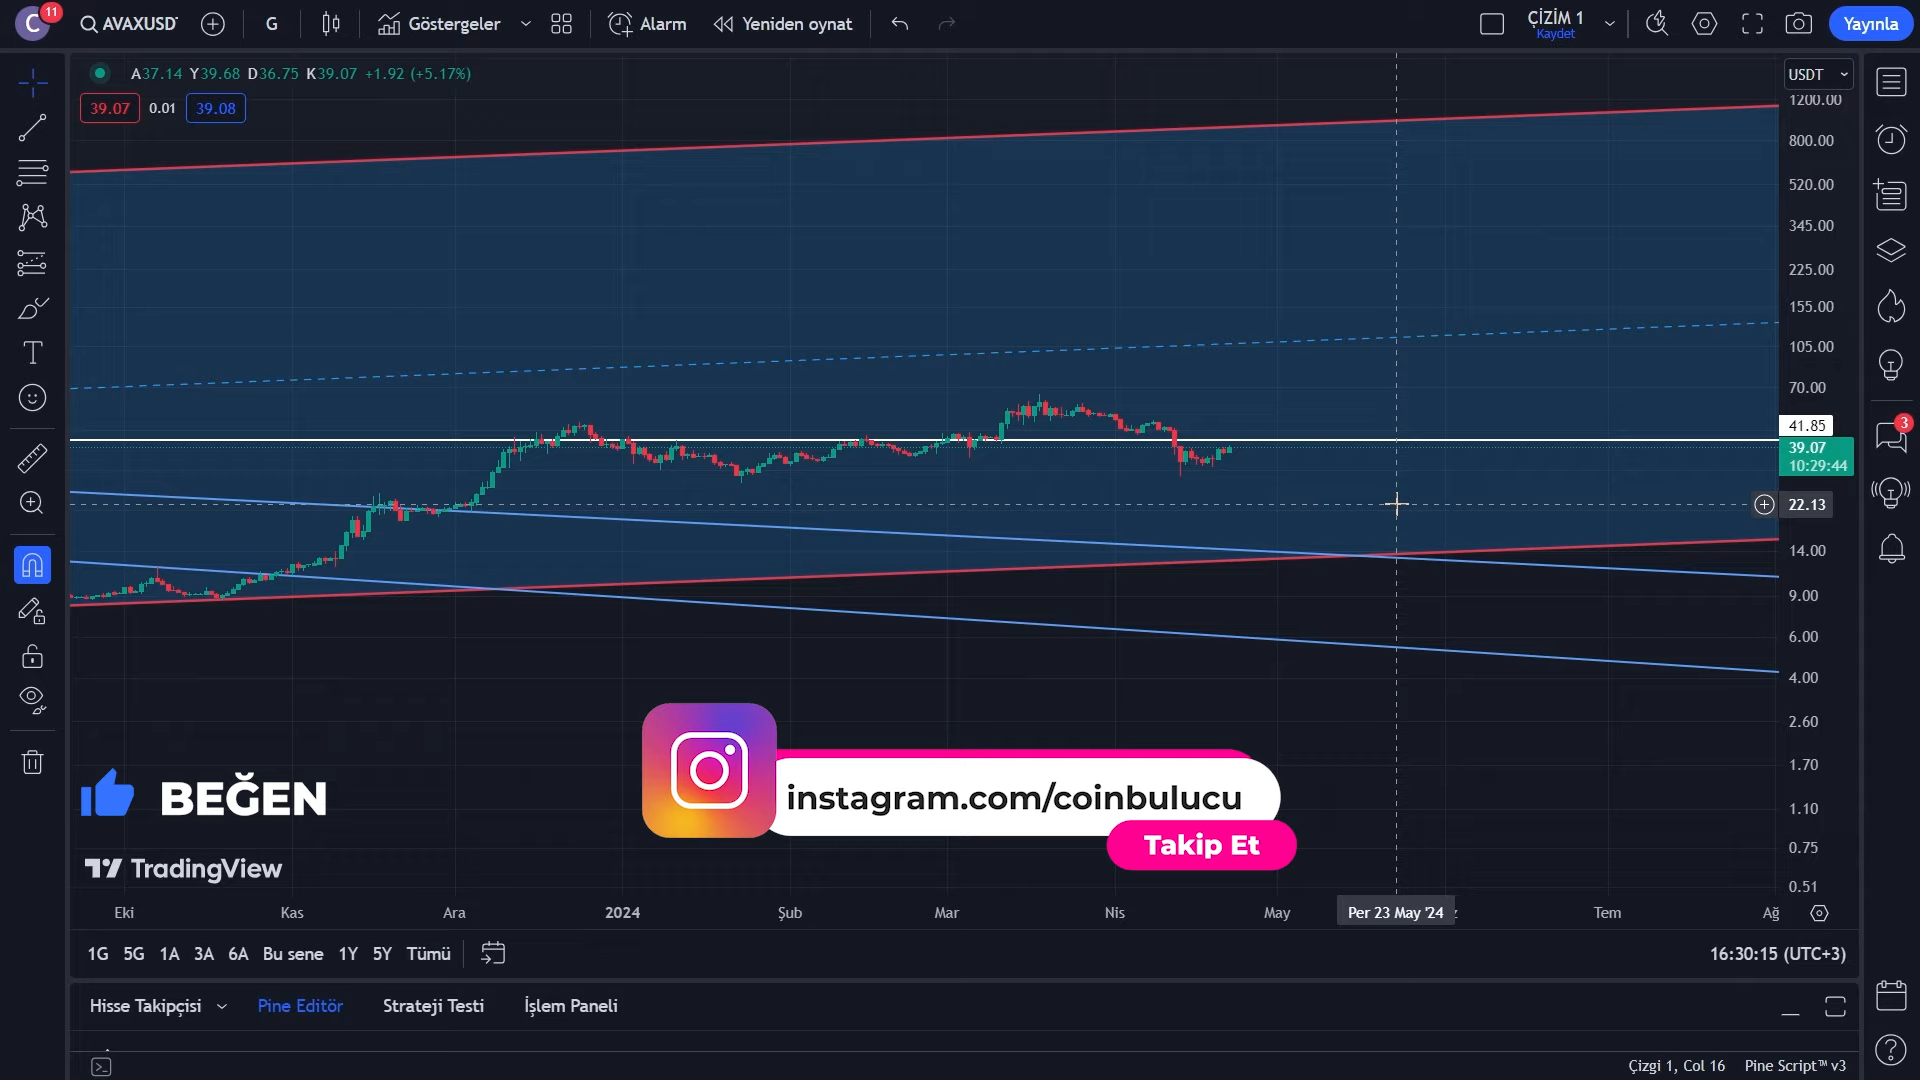 C
11
AVAXUSDT
G
Göstergeler
Alarm
Yeniden oynat
ÇİZİM 1
Kaydet
Yayınla
A37.14 Y39.68 D36.75 K39.07 +1.92 (+5.17%)
39.07
0.01
39.08
USDT
1200.00
800.00
520.00
345.00
225.00
155.00
105.00
70.00
41.85
39.07
10:29:44
22.13
14.00
9.00
6.00
4.00
2.60
1.70
1.10
0.75
0.51
3
BEĞEN
instagram.com/coinbulucu
Takip Et
TradingView
Eki
Kas
Ara
2024
Şub
Mar
Nis
May
Per 23 May '24
Tem
Ağ
1G
5G
1A
3A
6A
Bu sene
1Y
5Y
Tümü
16:30:15 (UTC+3)
Hisse Takipçisi
Pine Editör
Strateji Testi
İşlem Paneli
Çizgi 1, Col 16
Pine Script™ v3